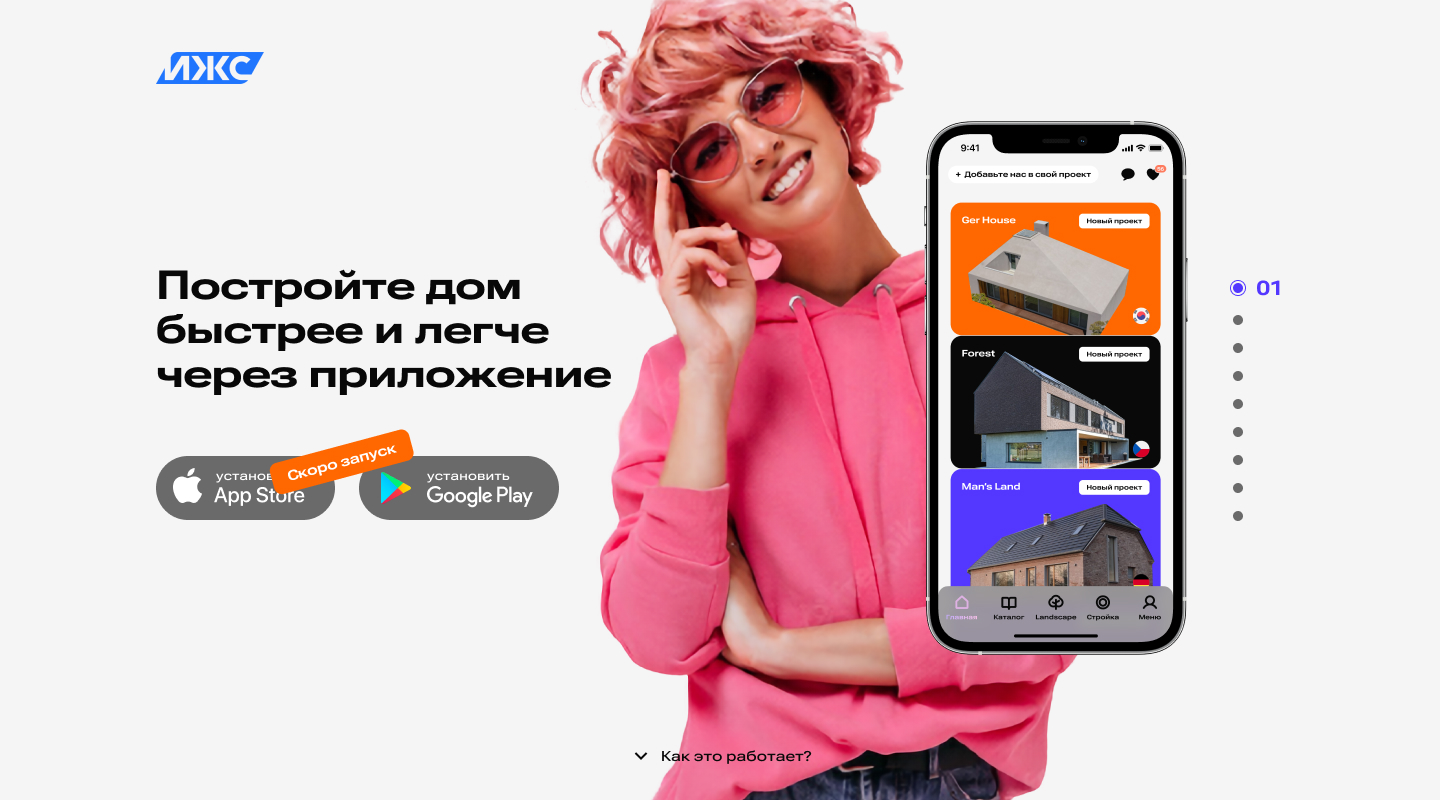 ИЖС
Постройте дом
быстрее и легче
через приложение
Скоро запуск
App Store
установить
Google Play
9:41
+ Добавьте нас в свой проект
Ger House
Новый проект
Forest
Новый проект
Man's Land
Новый проект
Главная
Каталог
Landscape
Стройка
Меню
01
Как это работает?